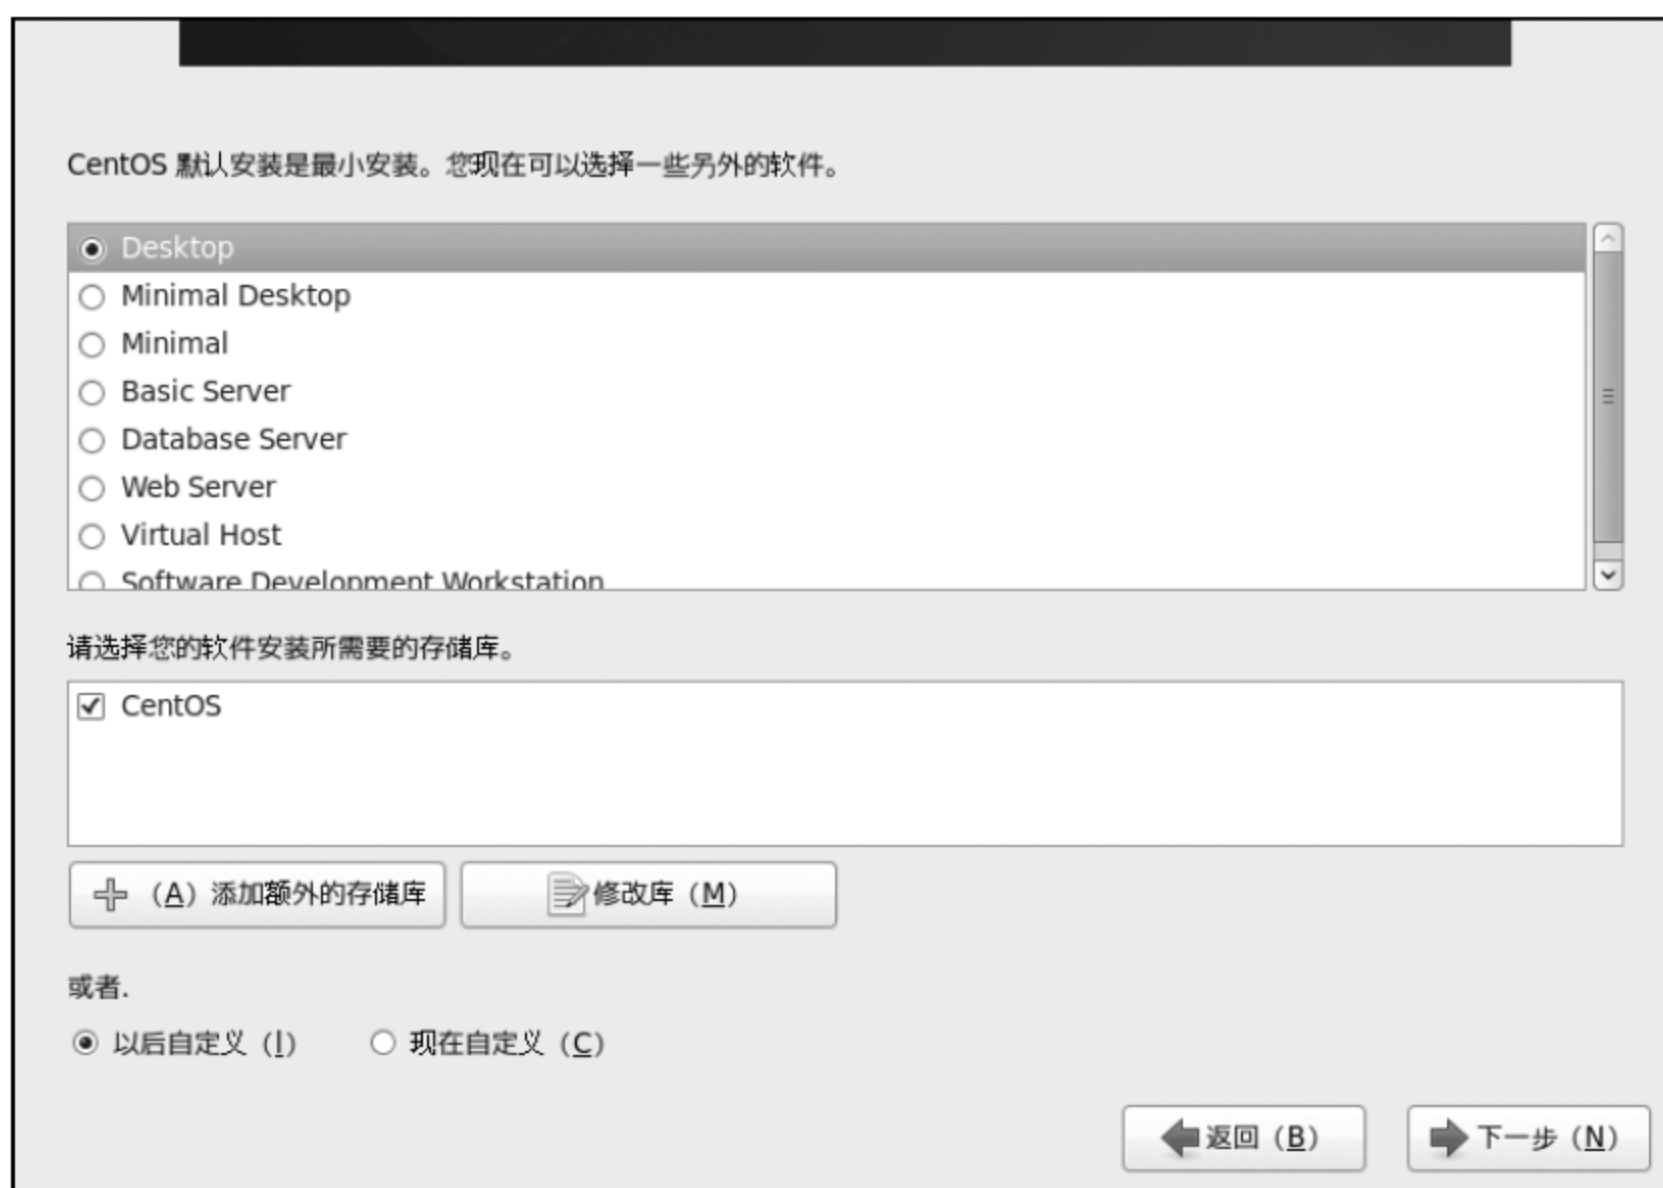 CentOS 默认安装是最小安装。您现在可以选择一些另外的软件。
Desktop
Minimal Desktop
Minimal
Basic Server
Database Server
Web Server
Virtual Host
Software Development Workstation
请选择您的软件安装所需要的存储库。
CentOS
（A）添加额外的存储库 修改库（M）
或者.
以后自定义（I） 现在自定义（C）
返回（B） 下一步（N）